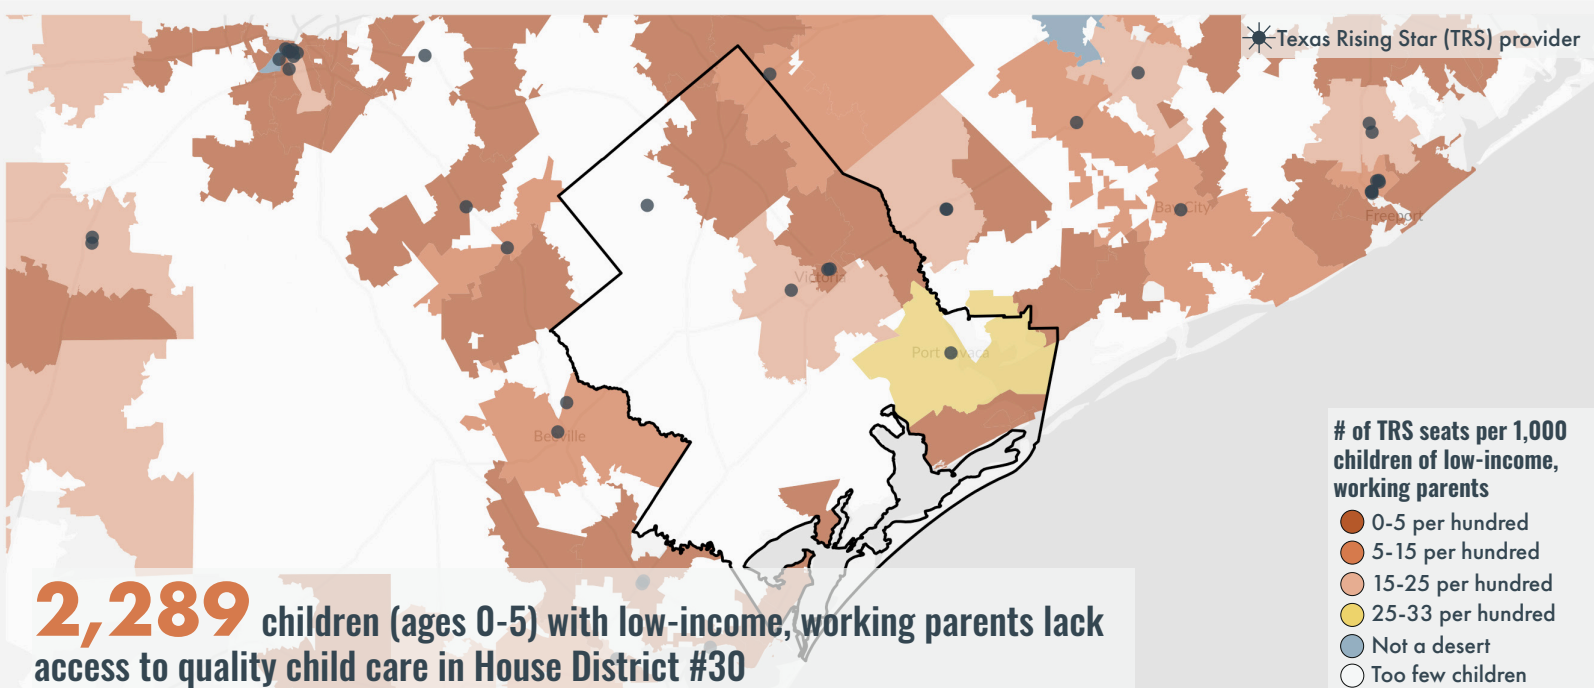 Texas Rising Star (TRS) provider
Bay City
Freeport
Victoria
Port Lavaca
Beeville
# of TRS seats per 1,000
children of low-income,
working parents
0-5 per hundred
5-15 per hundred
15-25 per hundred
25-33 per hundred
Not a desert
Too few children
2,289 children (ages 0-5) with low-income, working parents lack
access to quality child care in House District #30